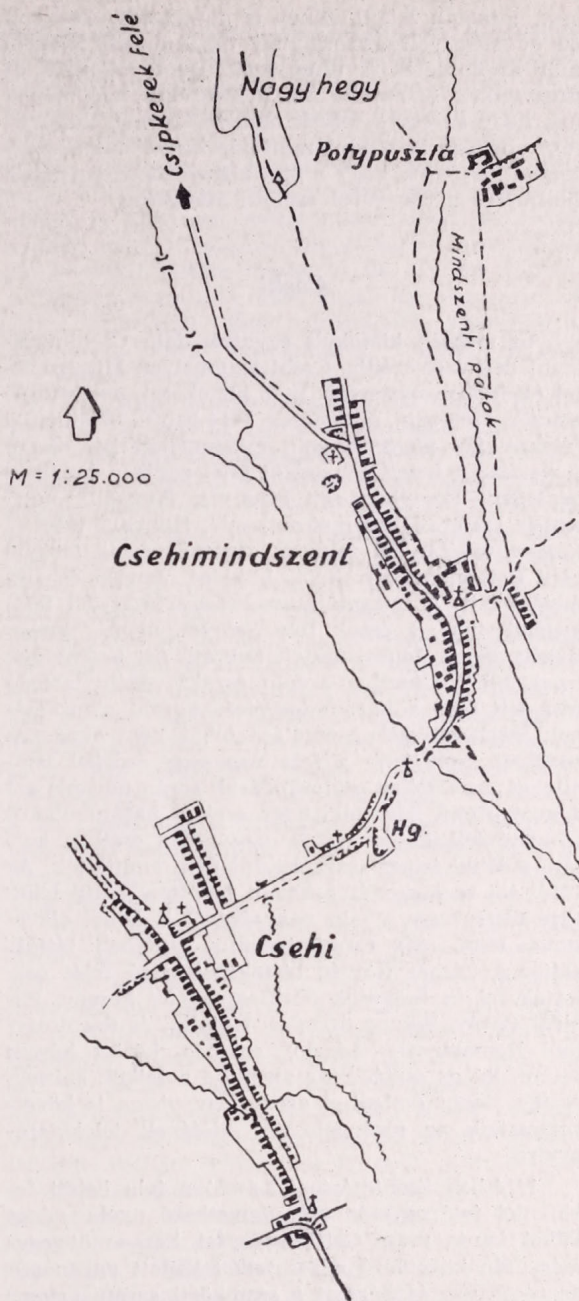 Csipkerek felé
Nagy hegy
Potypuszta
Mindszenti patak
M = 1:25.000
Csehimindszent
Hg.
Csehi